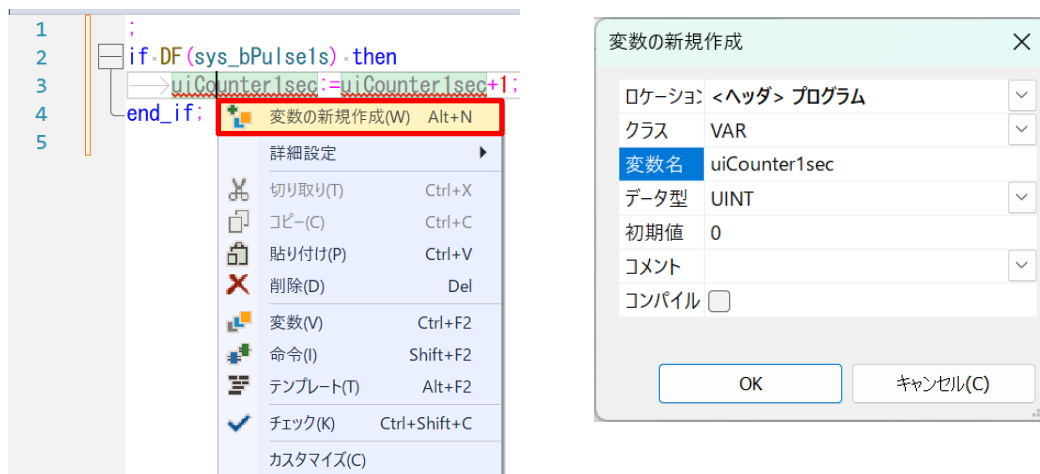 1 ;
2 if DF(sys_bPulse1s) then
3 uiCounter1sec:=uiCounter1sec+1;
4 end_if;
5
変数の新規作成(W) Alt+N
詳細設定
切り取り(T) Ctrl+X
コピー(C) Ctrl+C
貼り付け(P) Ctrl+V
削除(D) Del
変数(V) Ctrl+F2
命令(I) Shift+F2
テンプレート(T) Alt+F2
チェック(K) Ctrl+Shift+C
カスタマイズ(C)
変数の新規作成
ロケーション <ヘッダ> プログラム
クラス VAR
変数名 uiCounter1sec
データ型 UINT
初期値 0
コメント
コンパイル
OK キャンセル(C)